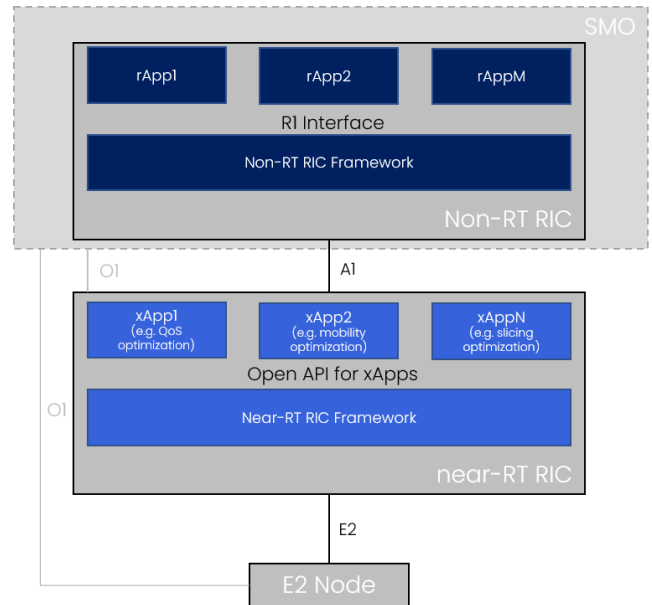 SMO
rApp1
rApp2
rAppM
R1 Interface
Non-RT RIC Framework
Non-RT RIC
O1
A1
xApp1
(e.g. QoS
optimization)
xApp2
(e.g. mobility
optimization)
xAppN
(e.g. slicing
optimization)
Open API for xApps
O1
Near-RT RIC Framework
near-RT RIC
E2
E2 Node